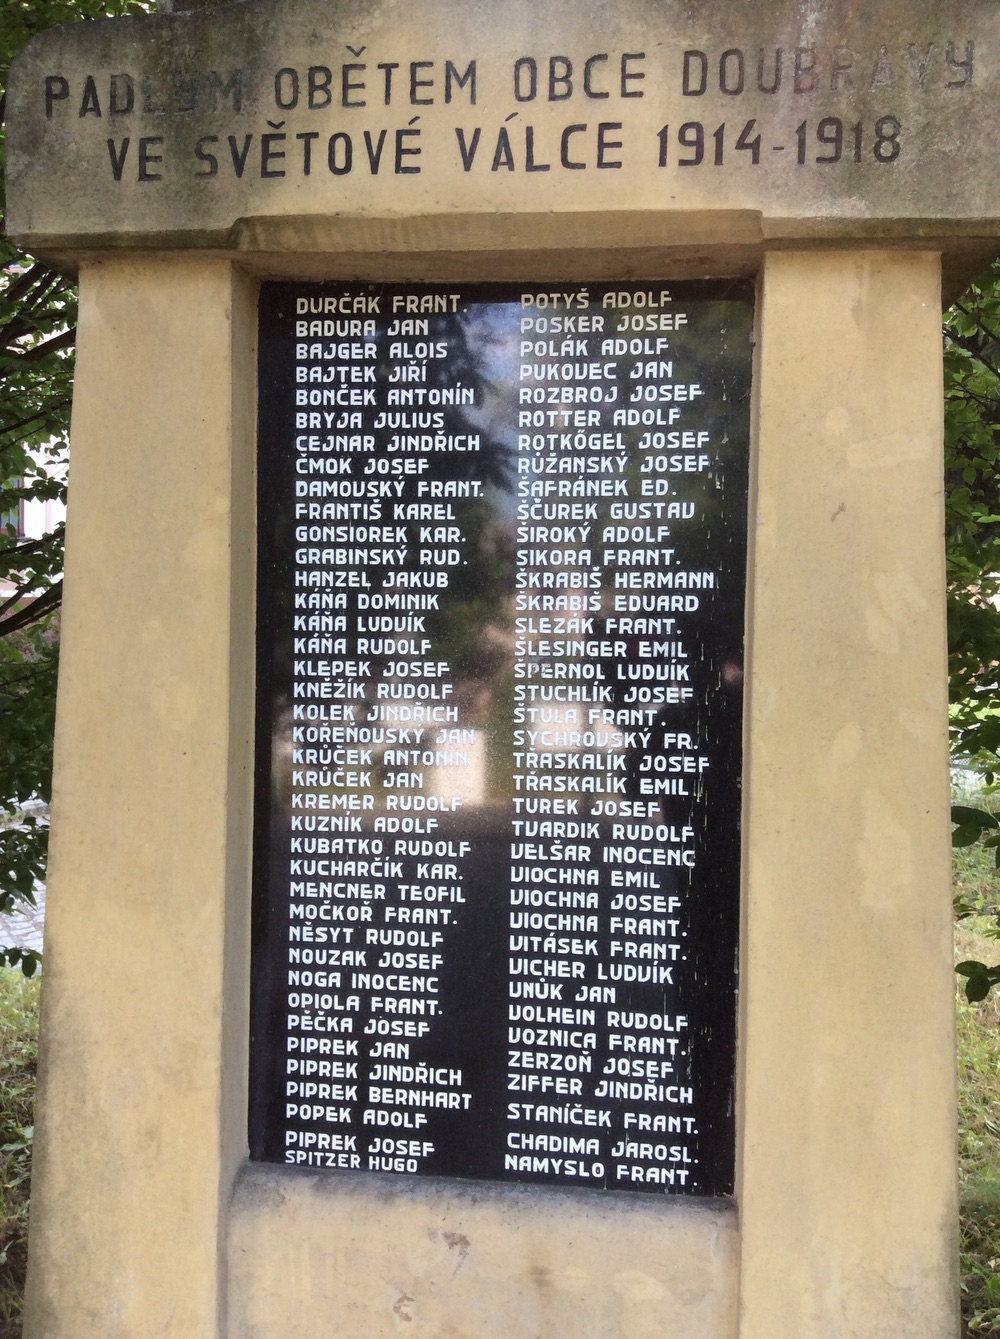 PADLÝM OBĚTEM OBCE DOUBRAVY
VE SVĚTOVÉ VÁLCE 1914-1918
DURČÁK FRANT.
BADURA JAN
BAJGER ALOIS
BAJTEK JIŘÍ
BONČEK ANTONÍN
BRYJA JULIUS
CEJNAR JINDŘICH
ČMOK JOSEF
DAMOVSKÝ FRANT.
FRANTIŠ KAREL
GONSIOREK KAR.
GRABINSKÝ RUD.
HANZEL JAKUB
KÁŇA DOMINIK
KÁŇA LUDVÍK
KÁŇA RUDOLF
KLEPEK JOSEF
KNĚŽÍK RUDOLF
KOLEK JINDŘICH
KOŘEŇOVSKÝ JAN
KRŮČEK ANTONÍN
KRŮČEK JAN
KREMER RUDOLF
KUZNÍK ADOLF
KUBATKO RUDOLF
KUCHARČÍK KAR.
MENCNER TEOFIL
MOČKOŘ FRANT.
NĚSYT RUDOLF
NOUZAK JOSEF
NOGA INOCENC
OPIOLA FRANT.
PĚČKA JOSEF
PIPREK JAN
PIPREK JINDŘICH
PIPREK BERNHART
POPEK ADOLF
PIPREK JOSEF
SPITZER HUGO
POTYŠ ADOLF
POSKER JOSEF
POLÁK ADOLF
PUKOVEC JAN
ROZBROJ JOSEF
ROTTER ADOLF
ROTKŐGEL JOSEF
RŮŽANSKÝ JOSEF
ŠAFRÁNEK ED.
ŠČUREK GUSTAV
ŠIROKÝ ADOLF
SIKORA FRANT.
ŠKRABIŠ HERMANN
ŠKRABIŠ EDUARD
SLEZÁK FRANT.
ŠLESINGER EMIL
ŠPERNOL LUDVÍK
STUCHLÍK JOSEF
ŠTULA FRANT.
SYCHROVSKÝ FR.
TŘASKALÍK JOSEF
TŘASKALÍK EMIL
TUREK JOSEF
TVARDIK RUDOLF
VELŠAR INOCENC
VIOCHNA EMIL
VIOCHNA JOSEF
VIOCHNA FRANT.
VITÁSEK FRANT.
VICHER LUDVÍK
VNŮK JAN
VOLHEIN RUDOLF
VOZNICA FRANT.
ZERZOŇ JOSEF
ZIFFER JINDŘICH
STANÍČEK FRANT.
CHADIMA JAROSL.
NAMYSLO FRANT.